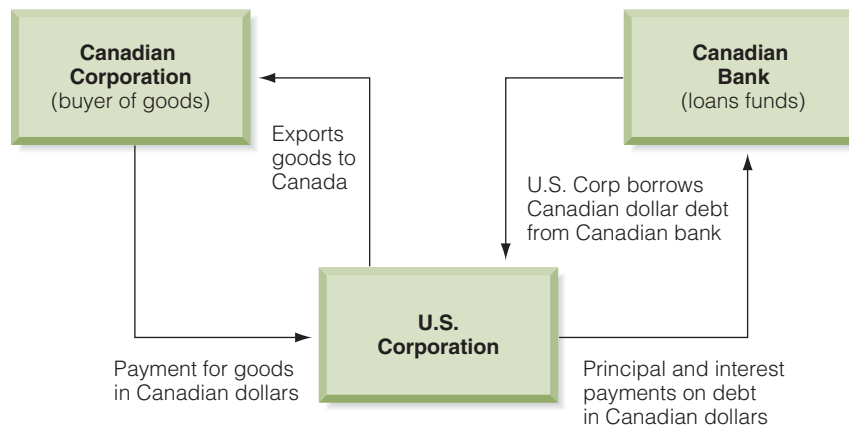 Canadian
Corporation
(buyer of goods)
Canadian
Bank
(loans funds)
Exports
goods to
Canada
U.S. Corp borrows
Canadian dollar debt
from Canadian bank
U.S.
Corporation
Payment for goods
in Canadian dollars
Principal and interest
payments on debt
in Canadian dollars